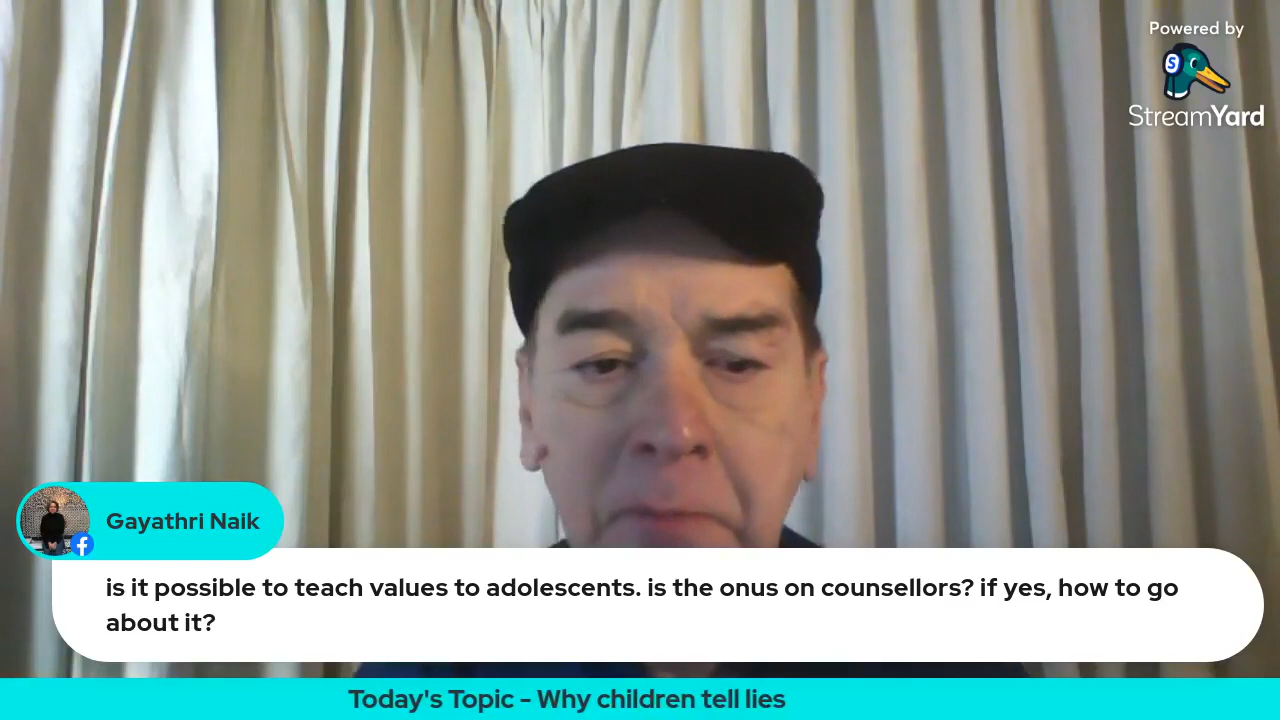 Powered by
StreamYard
Gayathri Naik
is it possible to teach values to adolescents. is the onus on counsellors? if yes, how to go
about it?
Today's Topic - Why children tell lies